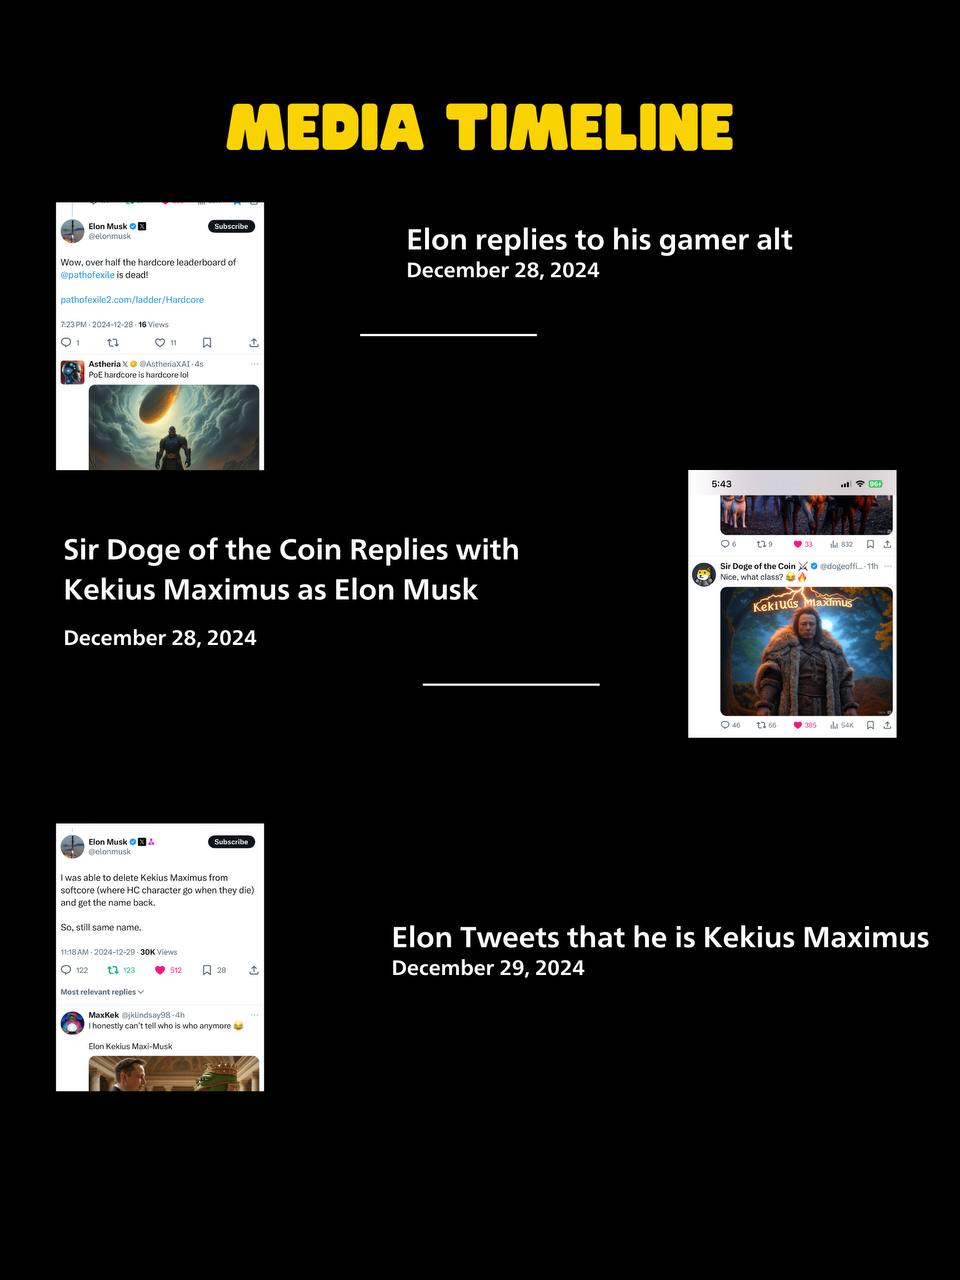 MEDIA TIMELINE
Elon Musk
Subscribe
@elonmusk
Wow, over half the hardcore leaderboard of
@pathofexile is dead!
pathofexile2.com/ladder/Hardcore
7:23 PM · 2024-12-28 · 16 Views
1 11
Astheria X @AstheriaXAI · 4s
PoE hardcore is hardcore lol
Elon replies to his gamer alt
December 28, 2024
Sir Doge of the Coin Replies with
Kekius Maximus as Elon Musk
December 28, 2024
5:43
96+
6 9 33 832
Sir Doge of the Coin ⚔️ @dogeoffi... · 11h
Nice, what class? 😂🔥
Kekiuus Maximus
46 66 385 54K
Elon Musk
Subscribe
@elonmusk
I was able to delete Kekius Maximus from
softcore (where HC character go when they die)
and get the name back.
So, still same name.
11:18 AM · 2024-12-29 · 30K Views
122 123 512 28
Most relevant replies
MaxKek @jklindsay98 · 4h
I honestly can't tell who is who anymore 😂
Elon Kekius Maxi-Musk
Elon Tweets that he is Kekius Maximus
December 29, 2024